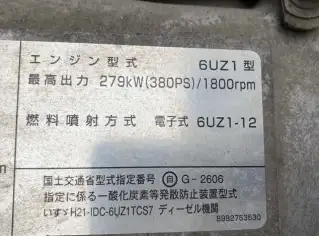 エンジン型式 6UZ1型
最高出力 279kW(380PS)/1800rpm
燃料噴射方式 電子式 6UZ1-12
国土交通省型式指定番号 自 G-2606
指定に係る一酸化炭素等発散防止装置型式
いすゞH21-IDC-6UZ1TCS7 ディーゼル機関
8982753530